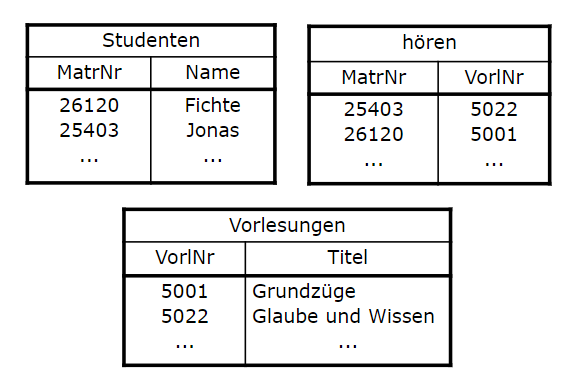 Studenten
MatrNr Name
26120 Fichte
25403 Jonas
... ...
hören
MatrNr VorlNr
25403 5022
26120 5001
... ...
Vorlesungen
VorlNr Titel
5001 Grundzüge
5022 Glaube und Wissen
... ...